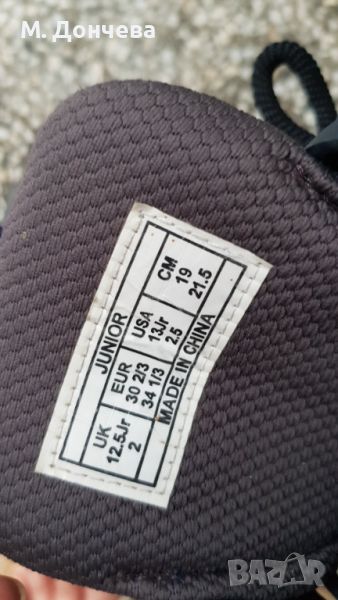 М. Дончева
JUNIOR
UK EUR USA CM
12.5Jr 30 2/3 13Jr 19
2 34 1/3 2.5 21.5
MADE IN CHINA
BAZAR